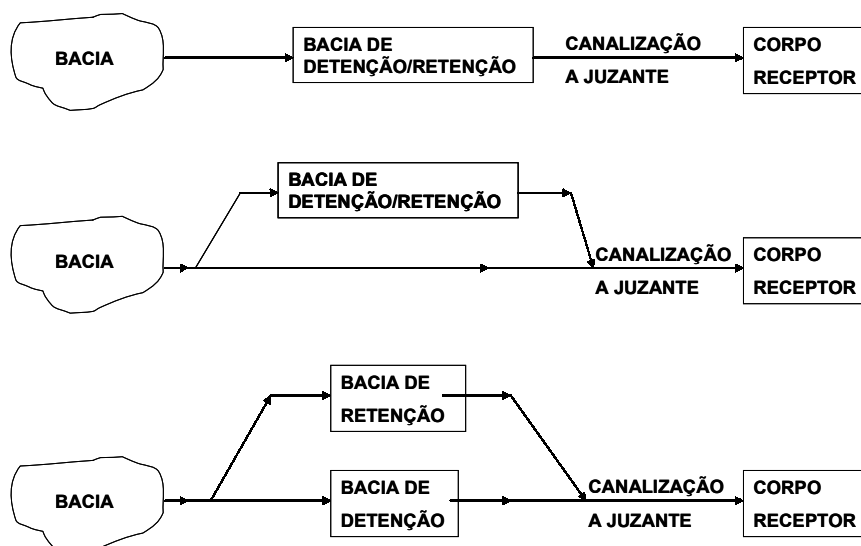 BACIA
BACIA DE
DETENÇÃO/RETENÇÃO
CANALIZAÇÃO
A JUZANTE
CORPO
RECEPTOR
BACIA
BACIA DE
DETENÇÃO/RETENÇÃO
CANALIZAÇÃO
A JUZANTE
CORPO
RECEPTOR
BACIA
BACIA DE
RETENÇÃO
BACIA DE
DETENÇÃO
CANALIZAÇÃO
A JUZANTE
CORPO
RECEPTOR